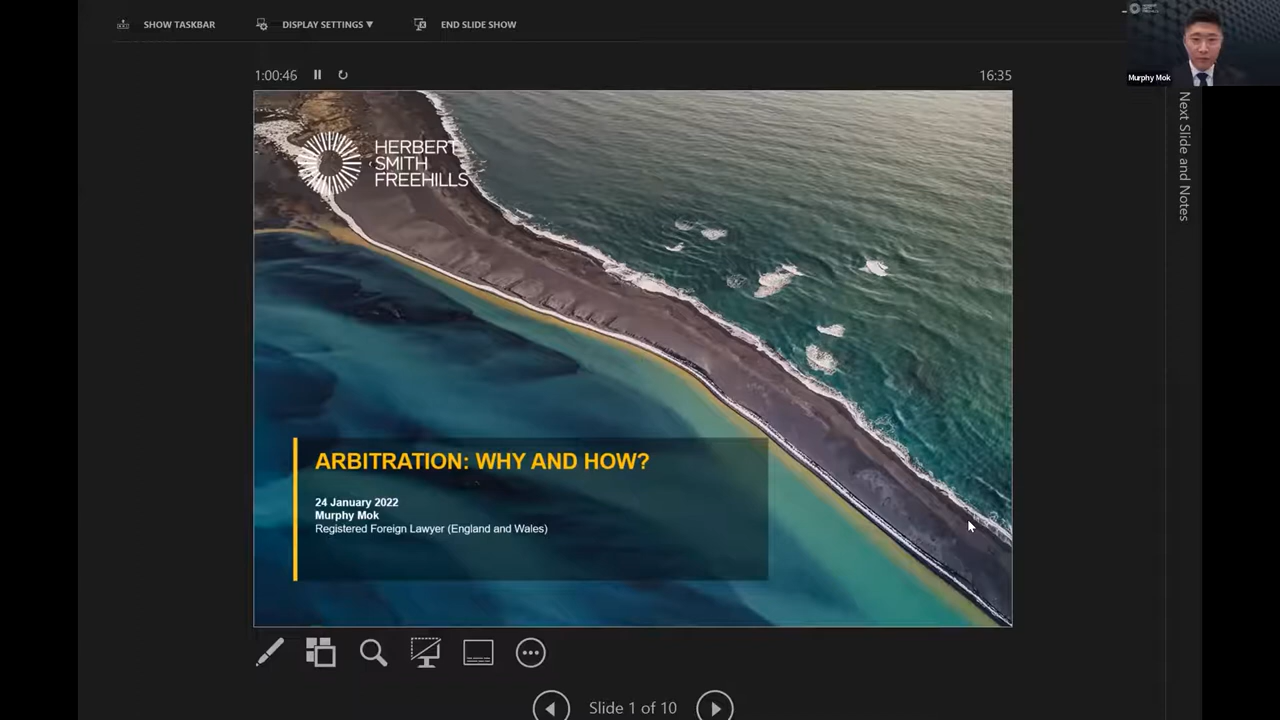 SHOW TASKBAR
DISPLAY SETTINGS ▼
END SLIDE SHOW
Murphy Mok
1:00:46
16:35
Next Slide and Notes
HERBERT
SMITH
FREEHILLS
ARBITRATION: WHY AND HOW?
24 January 2022
Murphy Mok
Registered Foreign Lawyer (England and Wales)
Slide 1 of 10